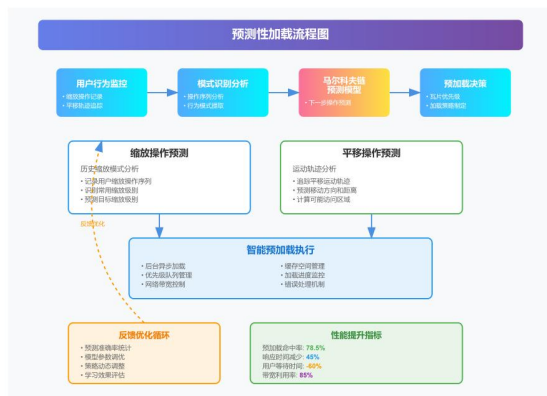 预测性加载流程图
用户行为监控
• 缩放操作记录
• 平移轨迹追踪
模式识别分析
• 操作序列分析
• 行为模式提取
马尔科夫链
预测模型
• 下一步操作预测
预加载决策
• 瓦片优先级
• 加载策略制定
缩放操作预测
历史缩放模式分析
• 记录用户缩放操作序列
• 识别常用缩放级别
• 预测目标缩放级别
平移操作预测
运动轨迹分析
• 追踪平移运动轨迹
• 预测移动方向和距离
• 计算可能访问区域
反馈优化
智能预加载执行
• 后台异步加载
• 优先级队列管理
• 网络带宽控制
• 缓存空间管理
• 加载进度监控
• 错误处理机制
反馈优化循环
• 预测准确率统计
• 模型参数调优
• 策略动态调整
• 学习效果评估
性能提升指标
预加载命中率: 78.5%
响应时间减少: 45%
用户等待时间: -60%
带宽利用率: 85%